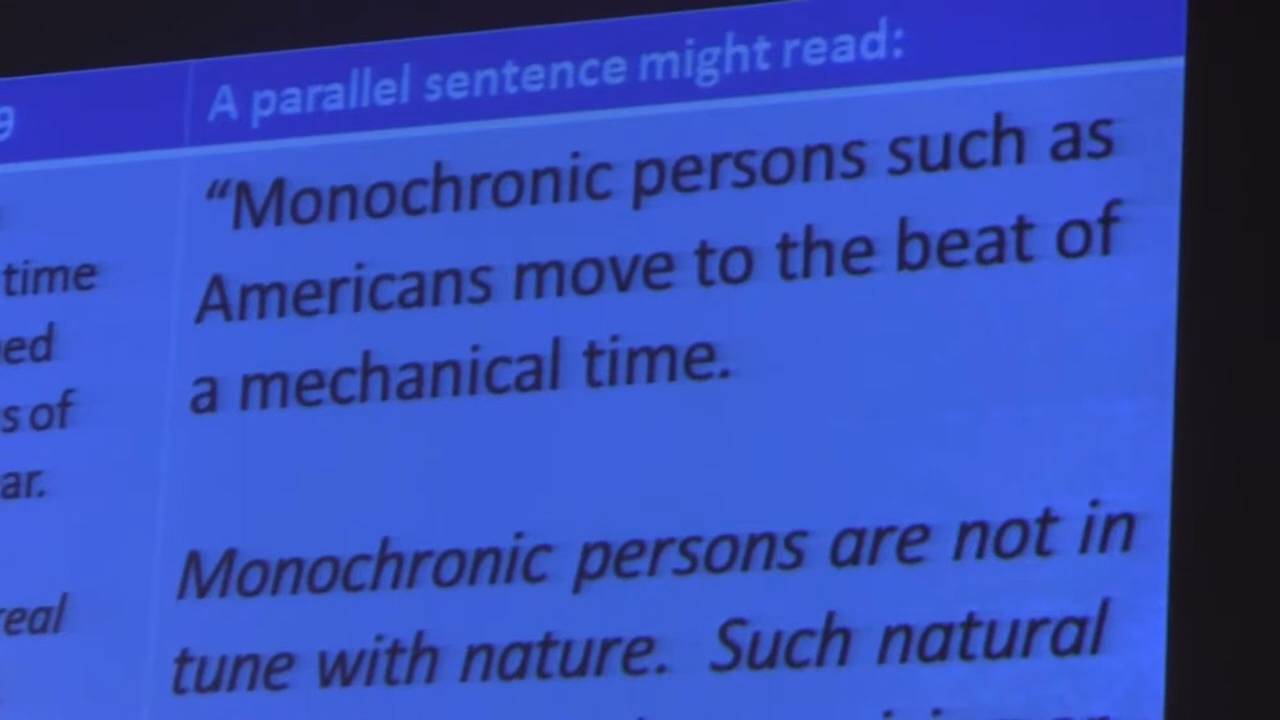 9
A parallel sentence might read:
time
ed
s of
ar.
real
“Monochronic persons such as
Americans move to the beat of
a mechanical time.
Monochronic persons are not in
tune with nature. Such natural